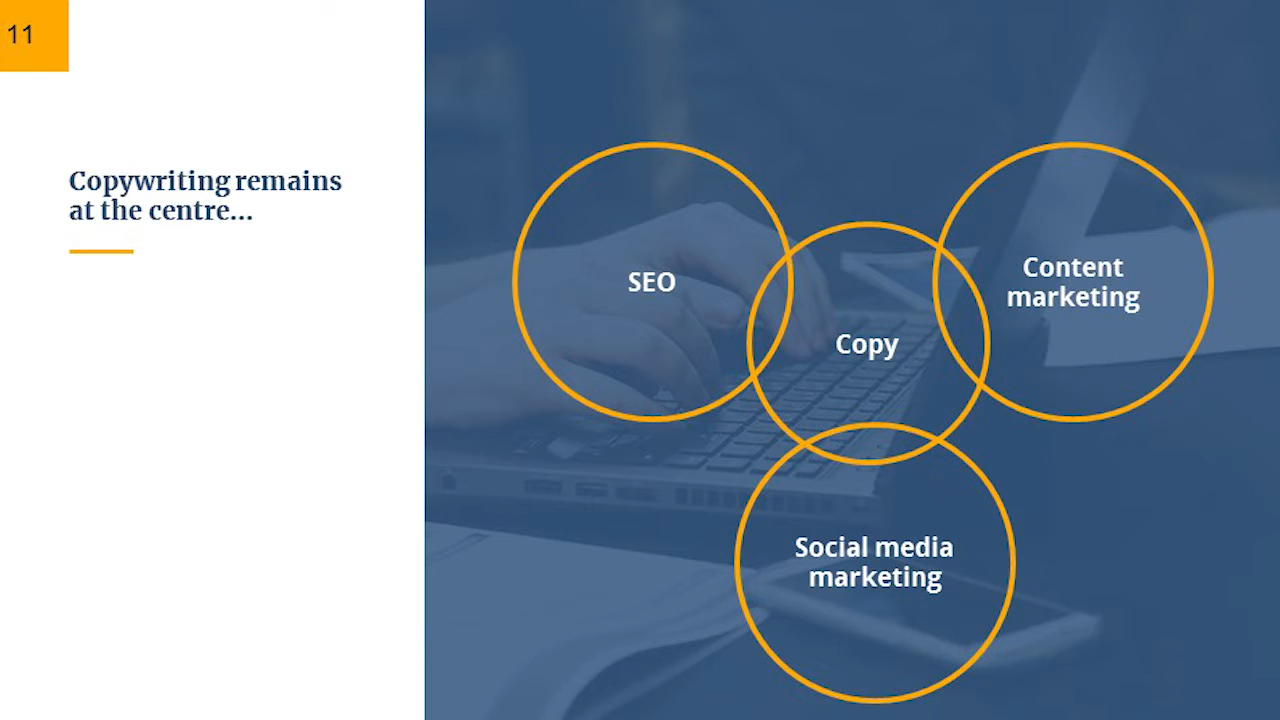 11
Copywriting remains
at the centre...
SEO
Content
marketing
Copy
Social media
marketing